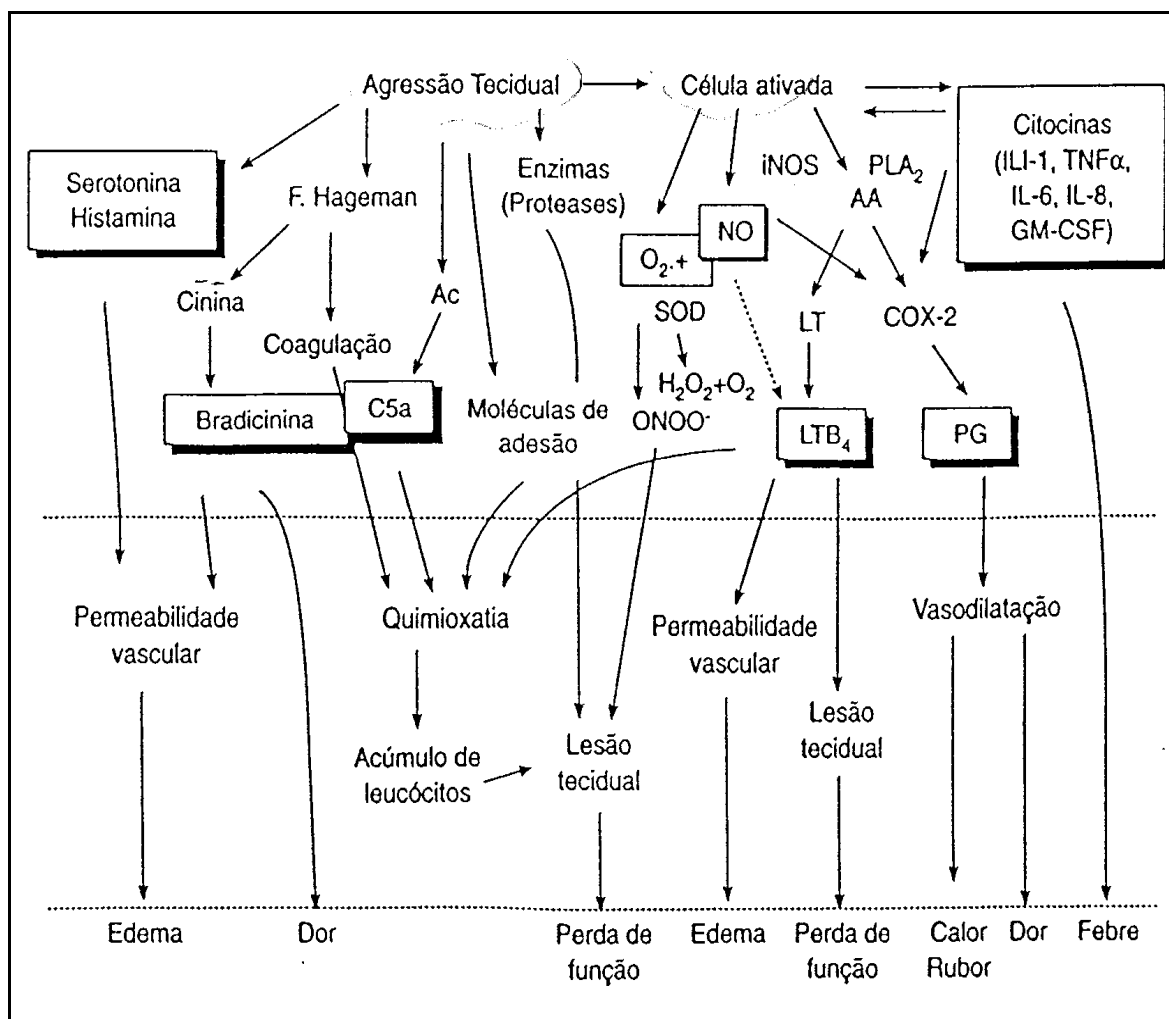 Agressão Tecidual
Célula ativada
Citocinas
(ILI-1, TNFα,
IL-6, IL-8,
GM-CSF)
Serotonina
Histamina
F. Hageman
Enzimas
(Proteases)
iNOS
PLA₂
AA
NO
O₂.+
SOD
Cinina
Ac
Coagulação
LT
COX-2
H₂O₂+O₂
ONOO⁻
Bradicinina
C5a
Moléculas de
adesão
LTB₄
PG
Permeabilidade
vascular
Quimioxatia
Permeabilidade
vascular
Vasodilatação
Acúmulo de
leucócitos
Lesão
tecidual
Lesão
tecidual
Edema
Dor
Perda de
função
Edema
Perda de
função
Calor
Rubor
Dor
Febre